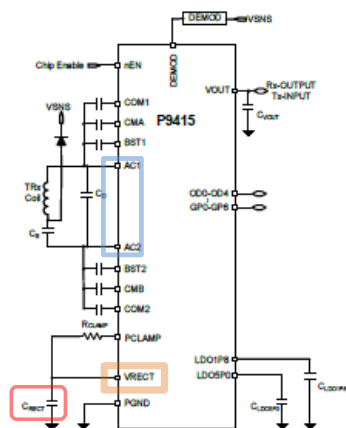 DEMOD
VSNS
Chip Enable
nEN
DEMOD
P9415
VOUT
Rx-OUTPUT
Tx-INPUT
CVOUT
COM1
CMA
BST1
VSNS
AC1
TRx
Coil
CD
CS
OD0-OD4
GP0-GP6
AC2
BST2
CMB
COM2
RCLAMP
PCLAMP
VRECT
CRECT
PGND
LDO1P8
LDO5P0
CLDO1P8
CLDO5P0